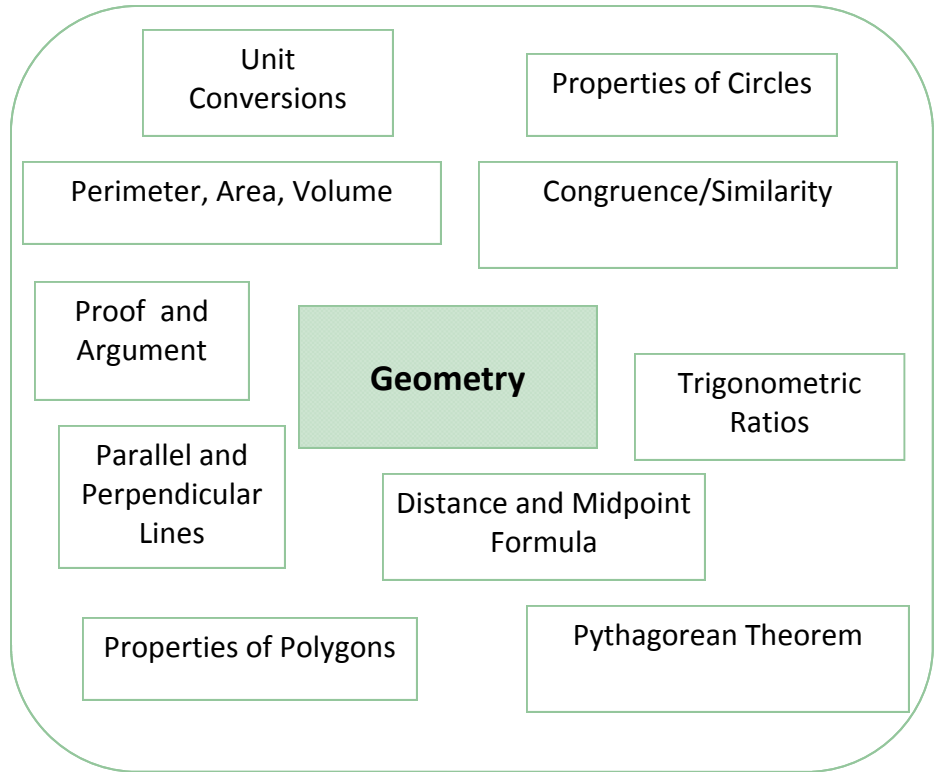 Unit
Conversions
Properties of Circles
Perimeter, Area, Volume
Congruence/Similarity
Proof and
Argument
Geometry
Trigonometric
Ratios
Parallel and
Perpendicular
Lines
Distance and Midpoint
Formula
Properties of Polygons
Pythagorean Theorem